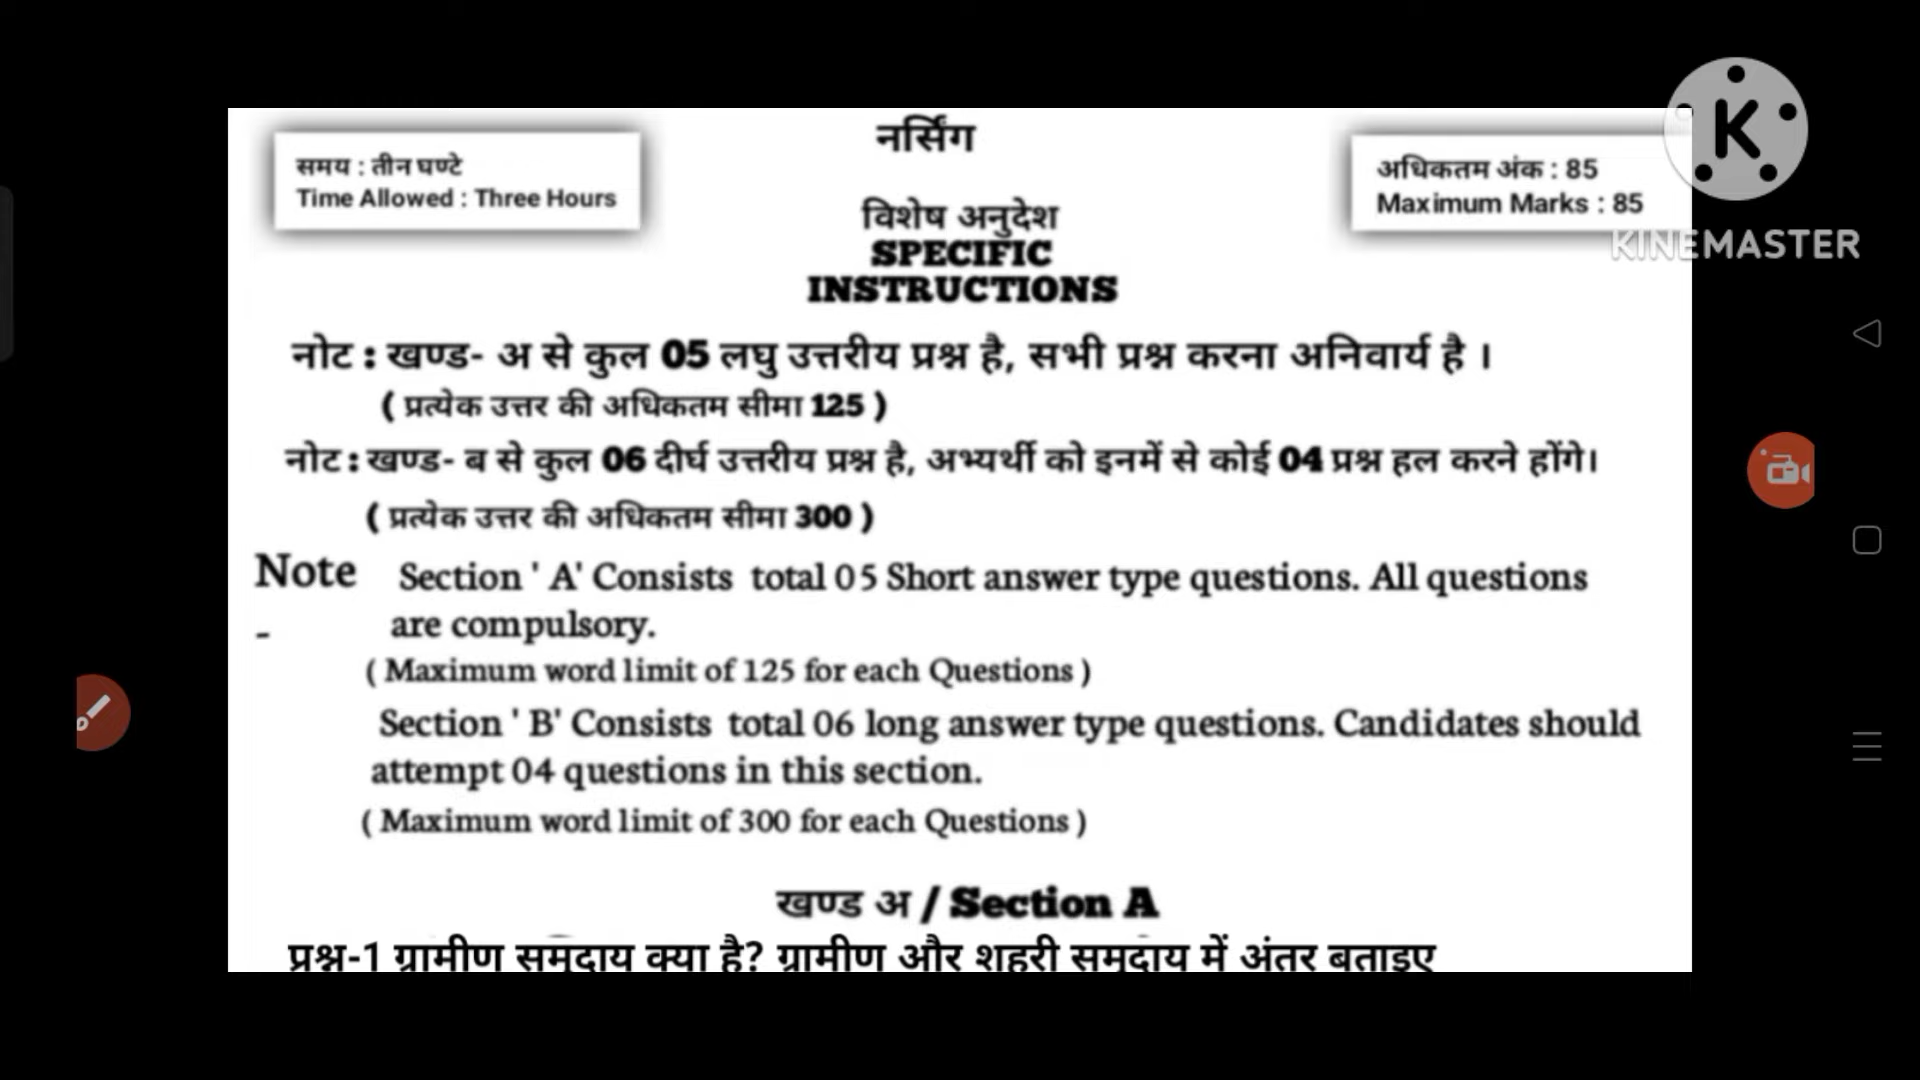 नर्सिंग
समय : तीन घण्टे
Time Allowed : Three Hours
अधिकतम अंक : 85
Maximum Marks : 85
K
KINEMASTER
विशेष अनुदेश
SPECIFIC
INSTRUCTIONS
नोट : खण्ड- अ से कुल 05 लघु उत्तरीय प्रश्न है, सभी प्रश्न करना अनिवार्य है ।
( प्रत्येक उत्तर की अधिकतम सीमा 125 )
नोट : खण्ड- ब से कुल 06 दीर्घ उत्तरीय प्रश्न है, अभ्यर्थी को इनमें से कोई 04 प्रश्न हल करने होंगे।
( प्रत्येक उत्तर की अधिकतम सीमा 300 )
Note Section ' A' Consists total 05 Short answer type questions. All questions
- are compulsory.
( Maximum word limit of 125 for each Questions )
Section ' B' Consists total 06 long answer type questions. Candidates should
attempt 04 questions in this section.
( Maximum word limit of 300 for each Questions )
खण्ड अ / Section A
प्रश्न-1 ग्रामीण समुदाय क्या है? ग्रामीण और शहरी समुदाय में अंतर बताइए